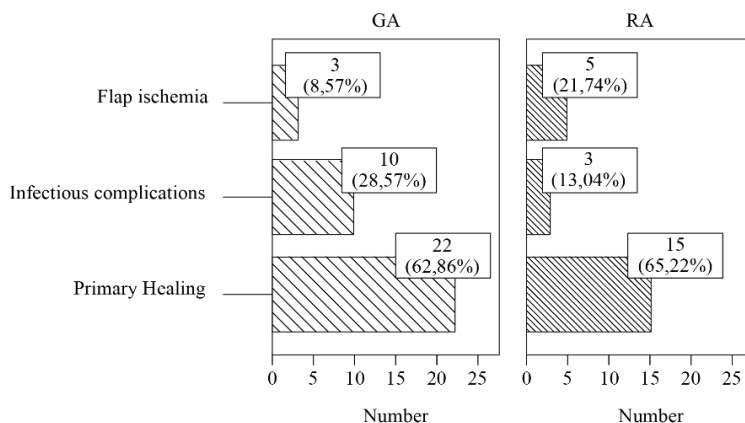 GA
RA
Flap ischemia
3
(8,57%)
5
(21,74%)
Infectious complications
10
(28,57%)
3
(13,04%)
Primary Healing
22
(62,86%)
15
(65,22%)
0 5 10 15 20 25
0 5 10 15 20 25
Number
Number